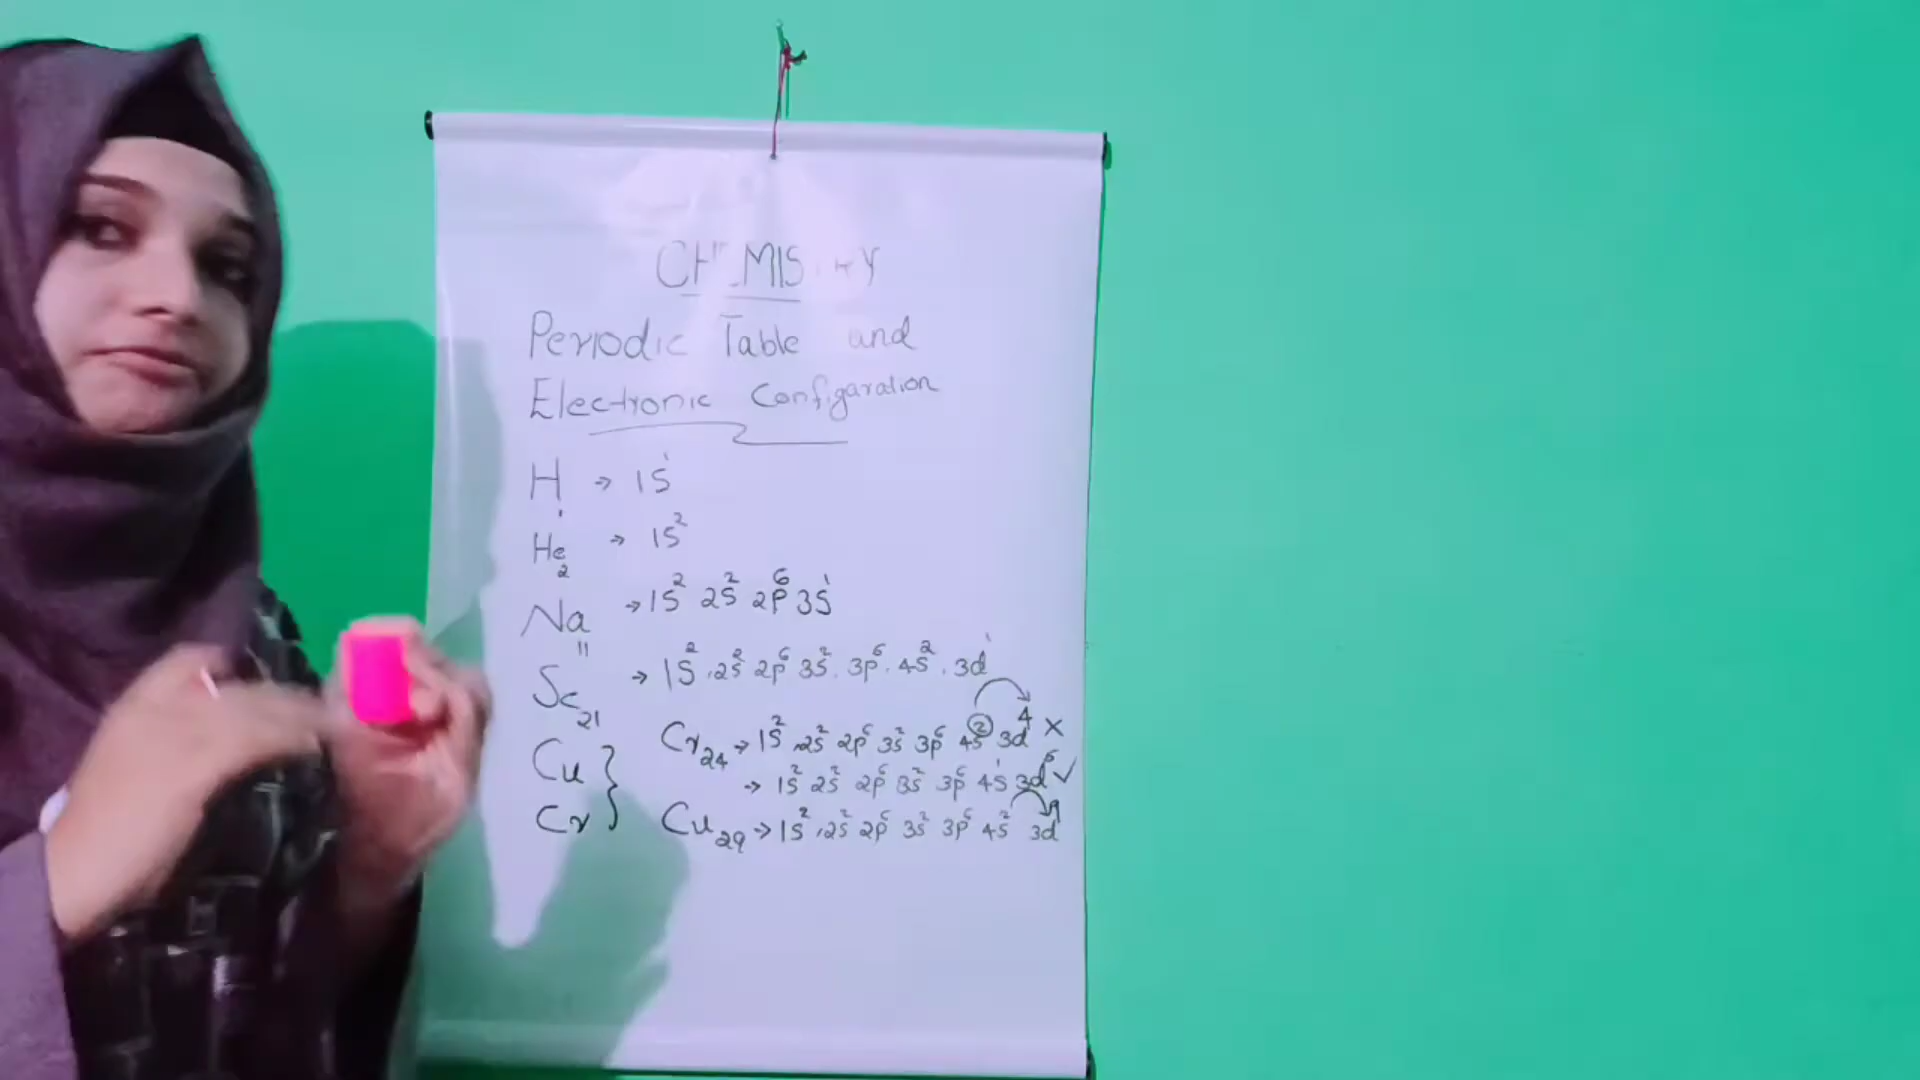 CHEMISTRY
Periodic Table and
Electronic Configaration
H₁ → 1S¹
He₂ → 1S²
Na₁₁ → 1S² 2S² 2P⁶ 3S¹
Sc₂₁ → 1S² . 2S² 2P⁶ 3S² . 3P⁶ . 4S² . 3d¹
Cr₂₄ → 1S² . 2S² 2P⁶ 3S² 3P⁶ 4S② 3d⁴ ×
→ 1S² 2S² 2P⁶ 3S² 3P⁶ 4S¹ 3d⁵ ✓
Cu₂₉ → 1S² . 2S² 2P⁶ 3S² 3P⁶ 4S² 3d⁹
Cu
Cr